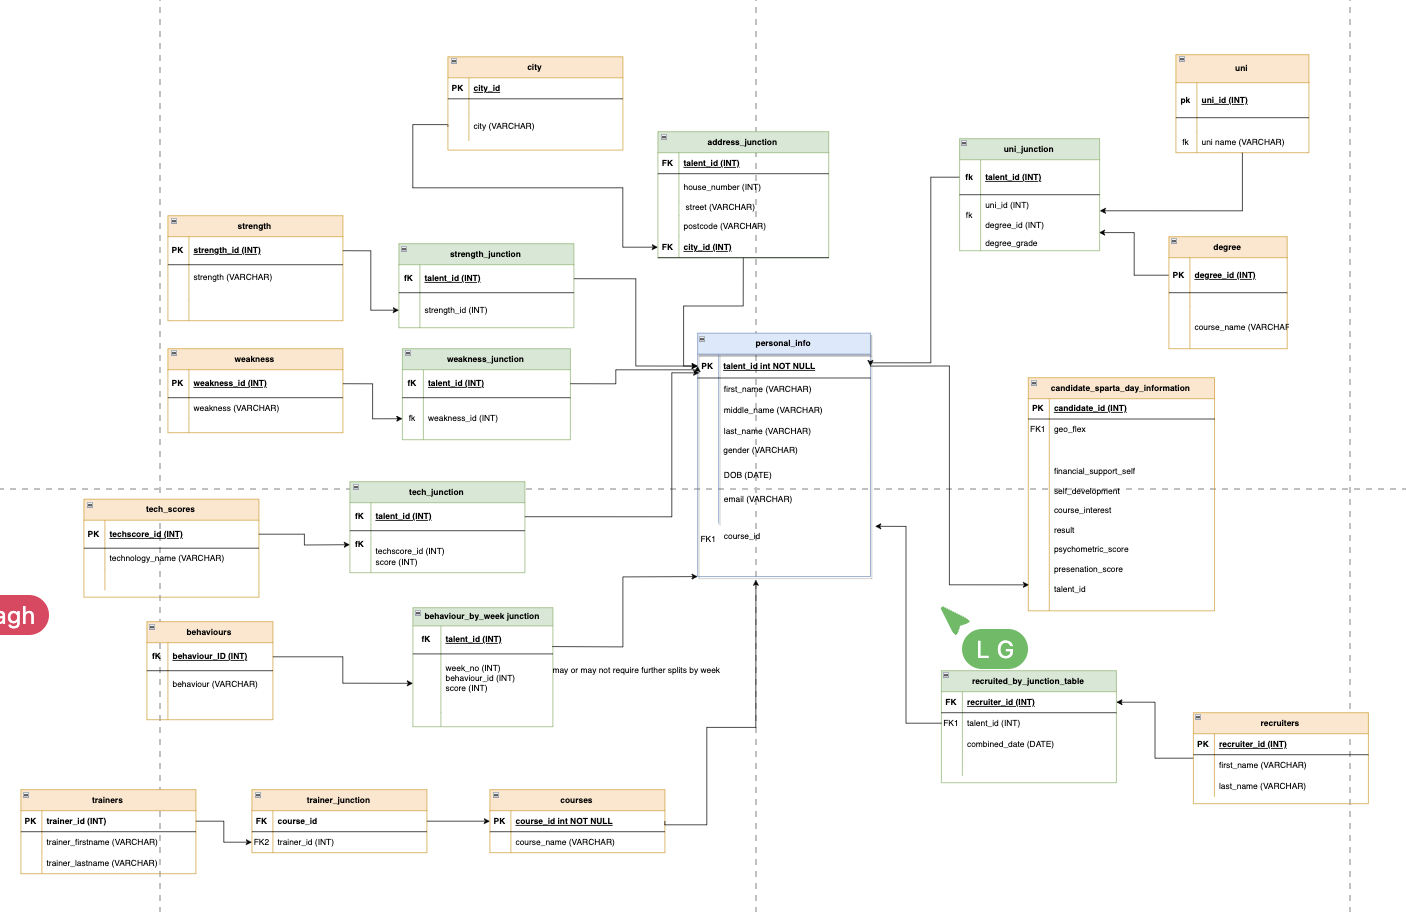 city
PK city_id
city (VARCHAR)
address_junction
FK talent_id (INT)
house_number (INT)
street (VARCHAR)
postcode (VARCHAR)
FK city_id (INT)
uni_junction
fk talent_id (INT)
uni_id (INT)
fk
degree_id (INT)
degree_grade
uni
pk uni_id (INT)
fk uni name (VARCHAR)
degree
PK degree_id (INT)
course_name (VARCHAR
strength
PK strength_id (INT)
strength (VARCHAR)
strength_junction
fK talent_id (INT)
strength_id (INT)
weakness
PK weakness_id (INT)
weakness (VARCHAR)
weakness_junction
fK talent_id (INT)
fk weakness_id (INT)
personal_info
PK talent_id int NOT NULL
first_name (VARCHAR)
middle_name (VARCHAR)
last_name (VARCHAR)
gender (VARCHAR)
DOB (DATE)
email (VARCHAR)
FK1 course_id
candidate_sparta_day_information
PK candidate_id (INT)
FK1 geo_flex
financial_support_self
self_development
course_interest
result
psychometric_score
presenation_score
talent_id
tech_scores
PK techscore_id (INT)
technology_name (VARCHAR)
tech_junction
fK talent_id (INT)
fK
techscore_id (INT)
score (INT)
agh
behaviours
fK behaviour_ID (INT)
behaviour (VARCHAR)
behaviour_by_week junction
fK talent_id (INT)
week_no (INT)
behaviour_id (INT)
score (INT)
may or may not require further splits by week
L G
recruited_by_junction_table
FK recruiter_id (INT)
FK1 talent_id (INT)
combined_date (DATE)
recruiters
PK recruiter_id (INT)
first_name (VARCHAR)
last_name (VARCHAR)
trainers
PK trainer_id (INT)
trainer_firstname (VARCHAR)
trainer_lastname (VARCHAR)
trainer_junction
FK course_id
FK2 trainer_id (INT)
courses
PK course_id int NOT NULL
course_name (VARCHAR)